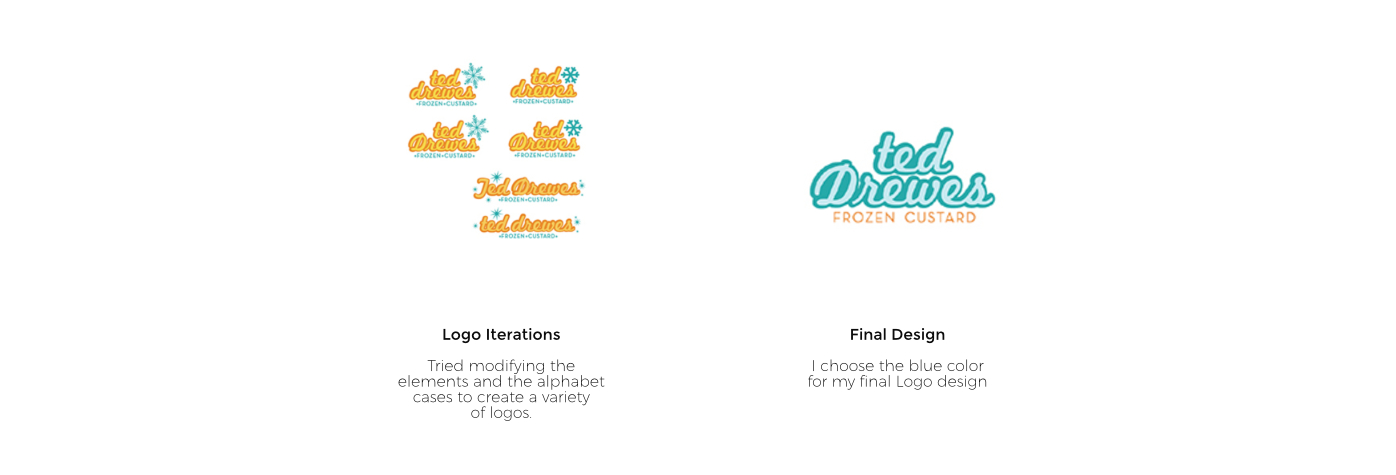 ted
drewes
•FROZEN•CUSTARD•
ted
drewes
•FROZEN•CUSTARD•
ted
Drewes
•FROZEN•CUSTARD•
ted
Drewes
•FROZEN•CUSTARD•
Ted Drewes
•FROZEN•CUSTARD•
ted drewes
•FROZEN•CUSTARD•
Logo Iterations
Tried modifying the
elements and the alphabet
cases to create a variety
of logos.
ted
Drewes
FROZEN CUSTARD
Final Design
I choose the blue color
for my final Logo design